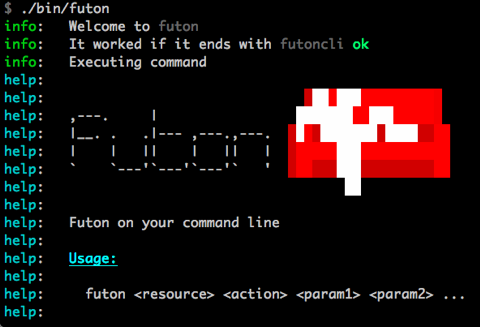 $ ./bin/futon
info:   Welcome to futon
info:   It worked if it ends with futoncli ok
info:   Executing command
help:
help:
help:   ,---.     |
help:   |__. .   .|--- ,---.,---.
help:   |    |   ||    |   ||   |
help:   `    `---'`---'`---'`   '
help:
help:
help:   Futon on your command line
help:
help:   Usage:
help:
help:     futon <resource> <action> <param1> <param2> ...
help: